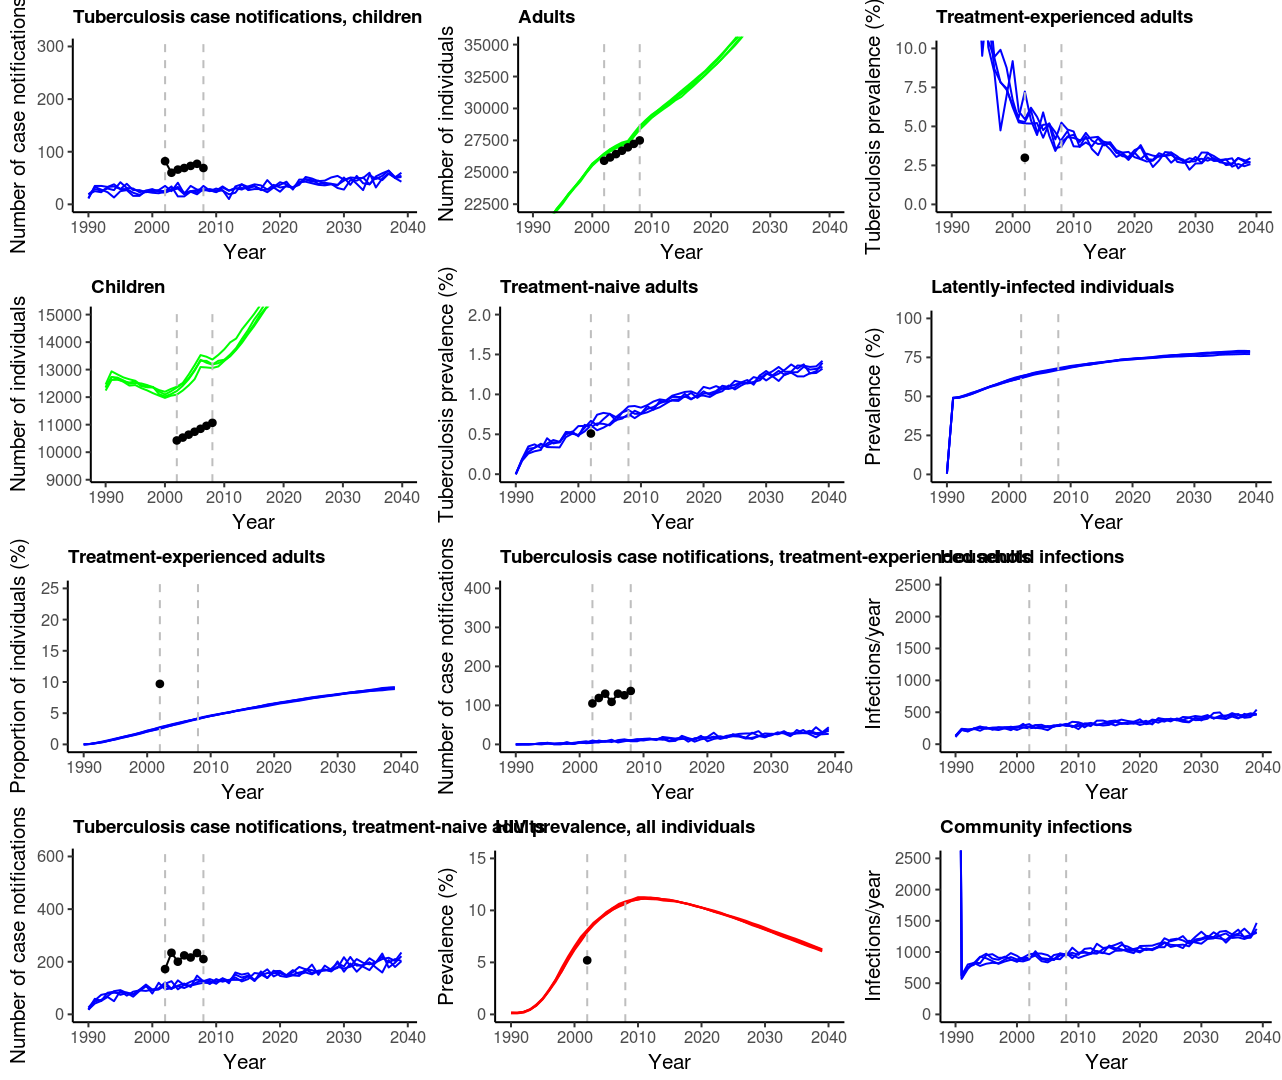 Tuberculosis case notifications, children
Number of case notifications
300
200
100
0
1990 2000 2010 2020 2030 2040
Year
Adults
Number of individuals
35000
32500
30000
27500
25000
22500
1990 2000 2010 2020 2030 2040
Year
Treatment-experienced adults
Tuberculosis prevalence (%)
10.0
7.5
5.0
2.5
0.0
1990 2000 2010 2020 2030 2040
Year
Children
Number of individuals
15000
14000
13000
12000
11000
10000
9000
1990 2000 2010 2020 2030 2040
Year
Treatment-naive adults
Tuberculosis prevalence (%)
2.0
1.5
1.0
0.5
0.0
1990 2000 2010 2020 2030 2040
Year
Latently-infected individuals
Prevalence (%)
100
75
50
25
0
1990 2000 2010 2020 2030 2040
Year
Treatment-experienced adults
Proportion of individuals (%)
25
20
15
10
5
0
1990 2000 2010 2020 2030 2040
Year
Tuberculosis case notifications, treatment-experienced adults
Number of case notifications
400
300
200
100
0
1990 2000 2010 2020 2030 2040
Year
Household infections
Infections/year
2500
2000
1500
1000
500
0
1990 2000 2010 2020 2030 2040
Year
Tuberculosis case notifications, treatment-naive adults
Number of case notifications
600
400
200
0
1990 2000 2010 2020 2030 2040
Year
HIV prevalence, all individuals
Prevalence (%)
15
10
5
0
1990 2000 2010 2020 2030 2040
Year
Community infections
Infections/year
2500
2000
1500
1000
500
0
1990 2000 2010 2020 2030 2040
Year